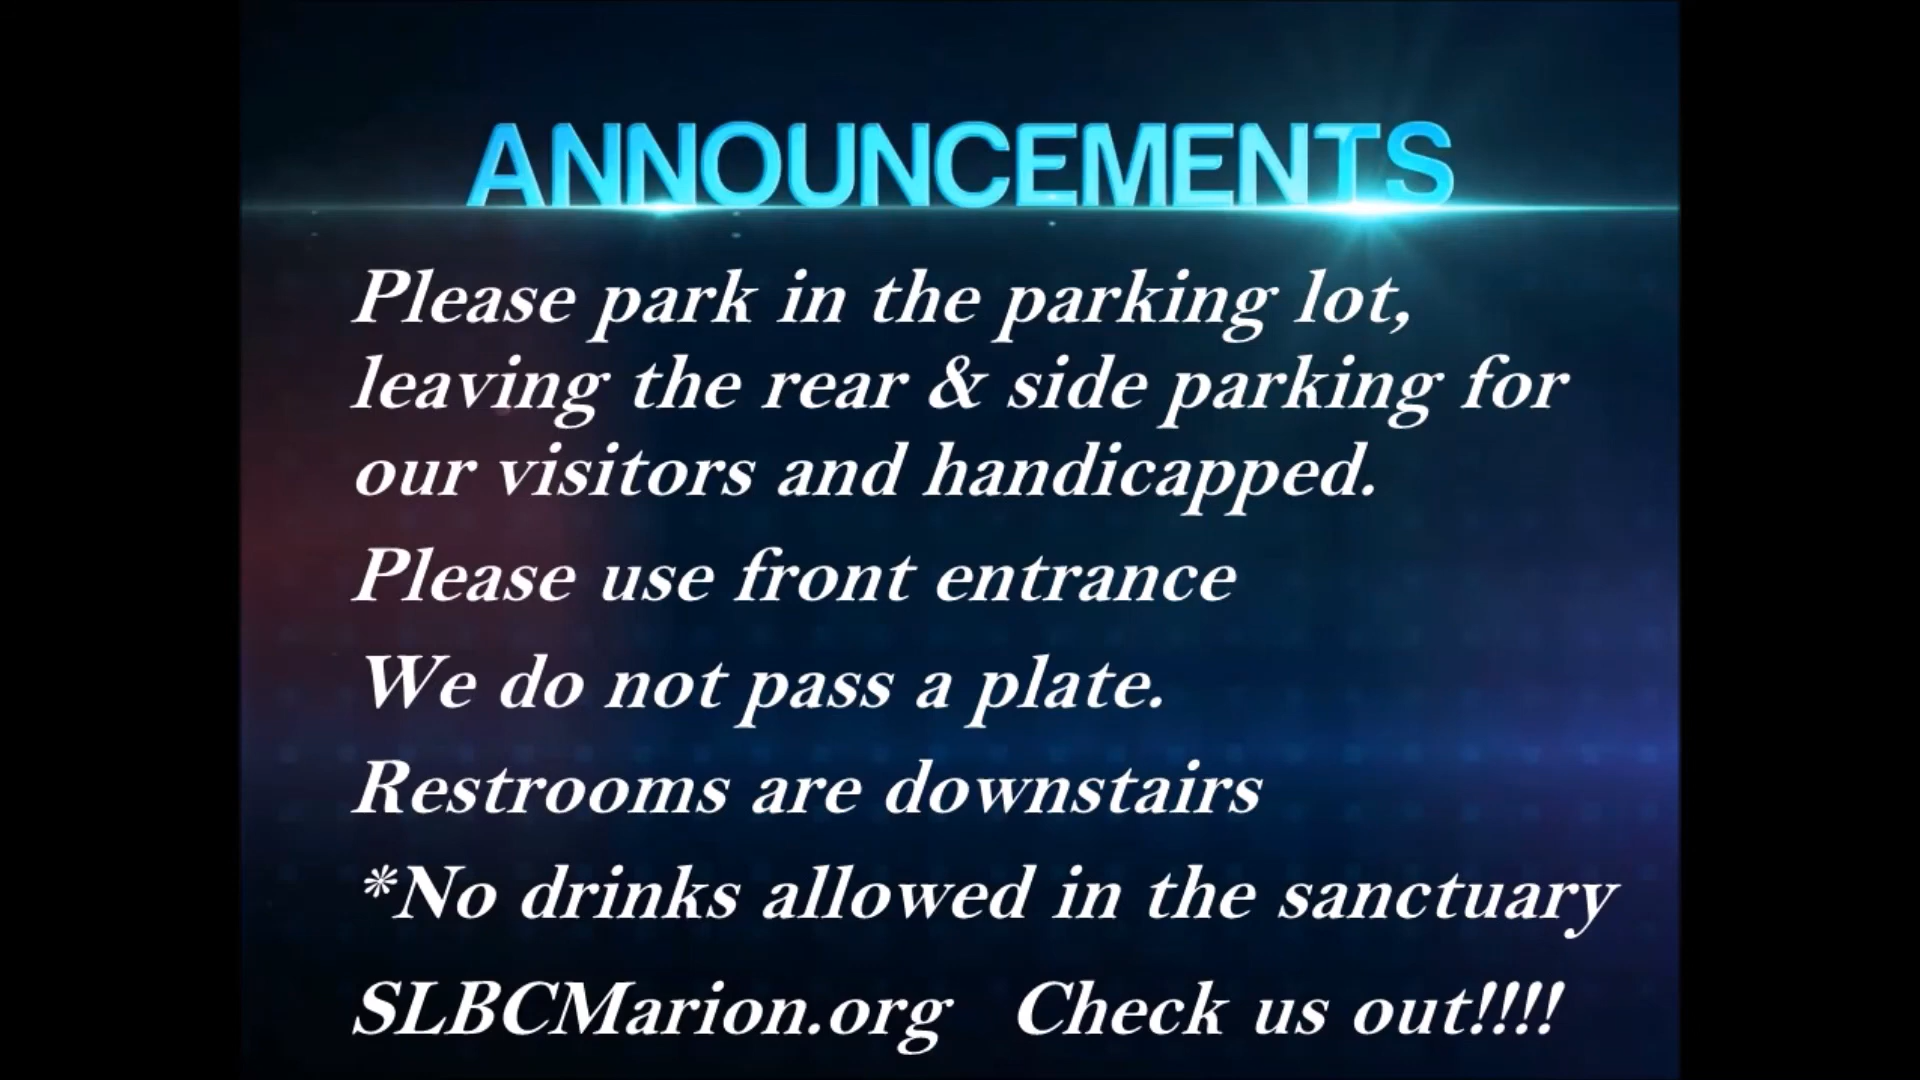 ANNOUNCEMENTS
Please park in the parking lot,
leaving the rear & side parking for
our visitors and handicapped.
Please use front entrance
We do not pass a plate.
Restrooms are downstairs
*No drinks allowed in the sanctuary
SLBCMarion.org   Check us out!!!!